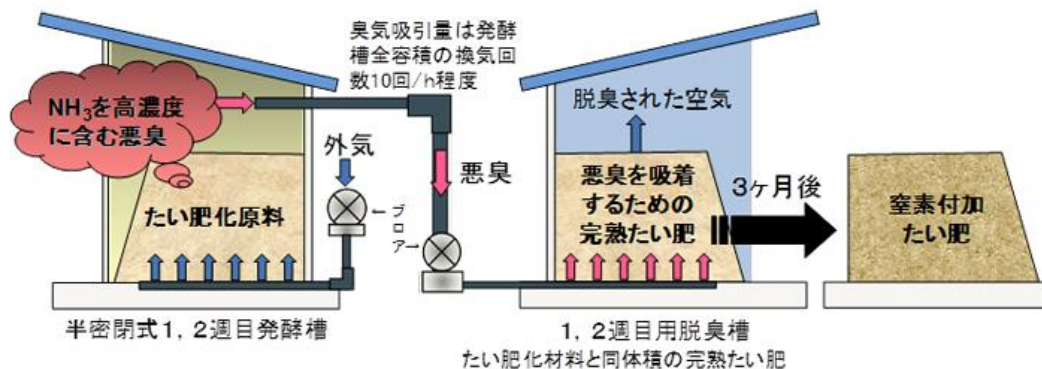 臭気吸引量は発酵
槽全容積の換気回
数10回/h程度
NH3を高濃度
に含む悪臭
外気
悪臭
たい肥化原料
ブロア
脱臭された空気
悪臭を吸着
するための
完熟たい肥
3ヶ月後
窒素付加
たい肥
半密閉式1,2週目発酵槽
1,2週目用脱臭槽
たい肥化材料と同体積の完熟たい肥